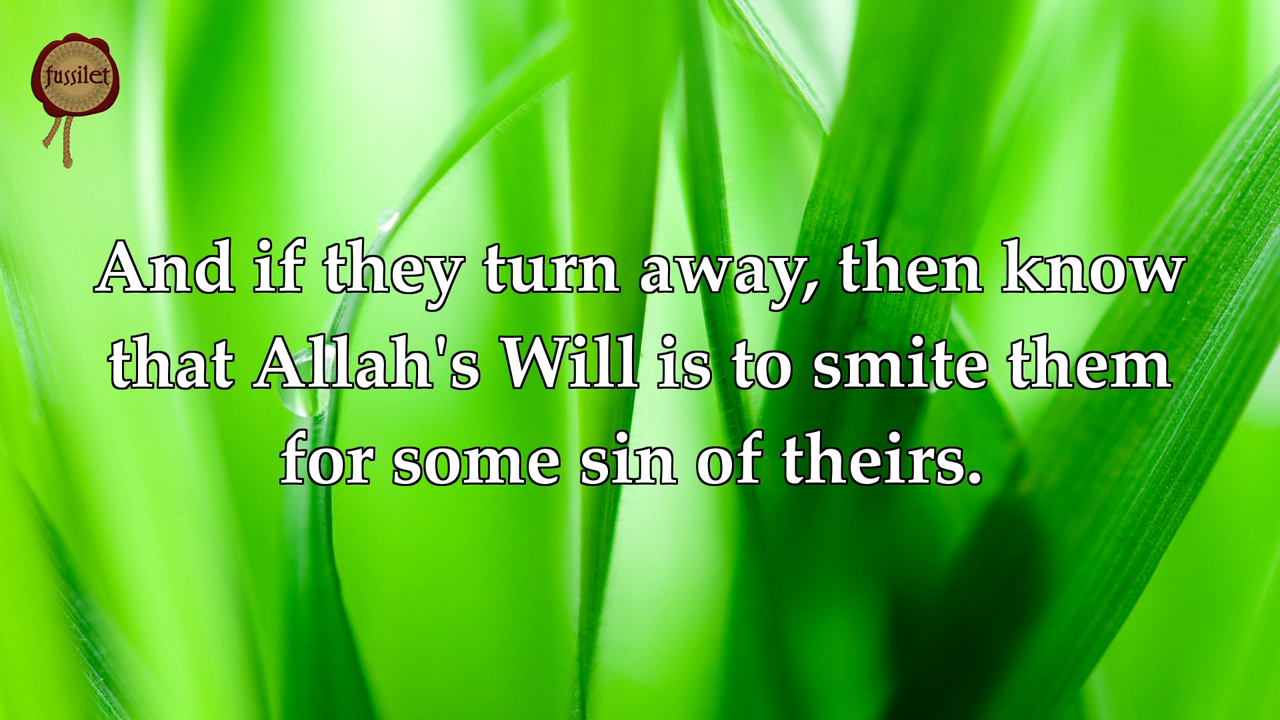 fussilet
And if they turn away, then know
that Allah's Will is to smite them
for some sin of theirs.